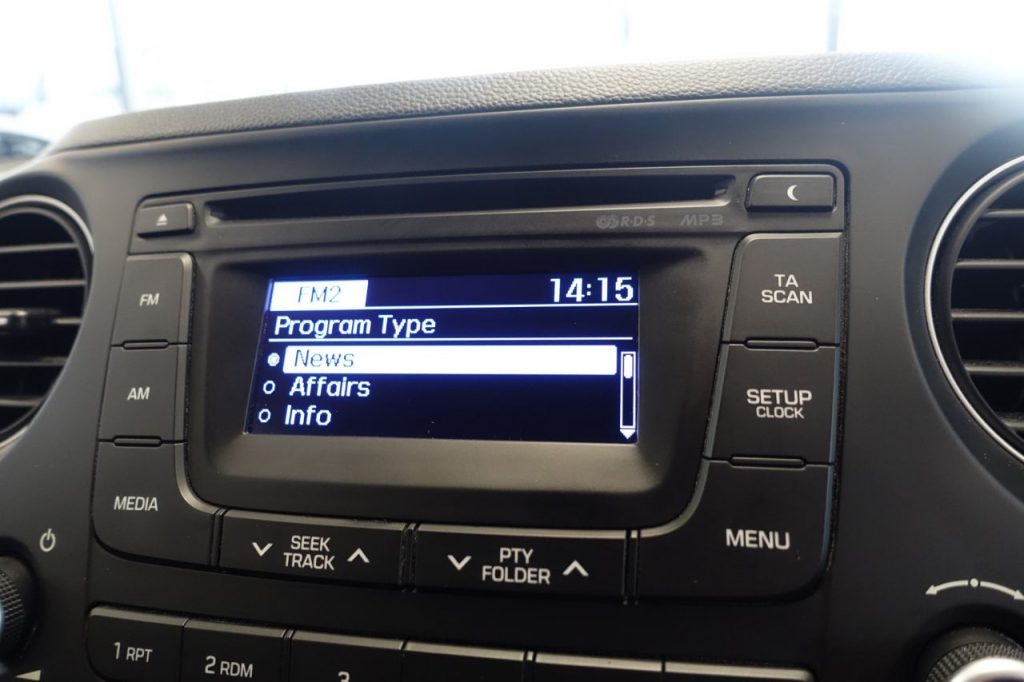 R·D·S MP3
FM
AM
MEDIA
FM2 14:15
Program Type
News
Affairs
Info
TA
SCAN
SETUP
CLOCK
MENU
SEEK
TRACK
PTY
FOLDER
1 RPT
2 RDM
3